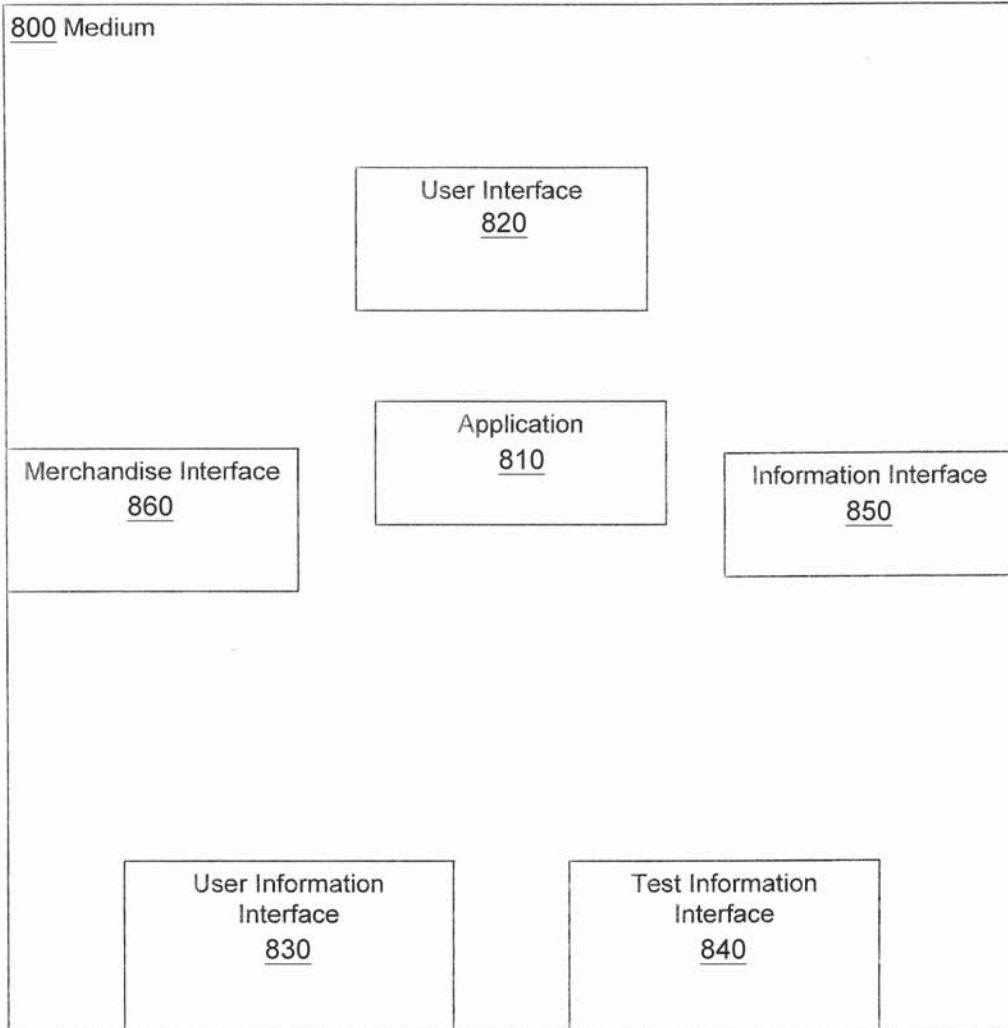 800 Medium
User Interface
820
Application
810
Merchandise Interface
860
Information Interface
850
User Information
Interface
830
Test Information
Interface
840